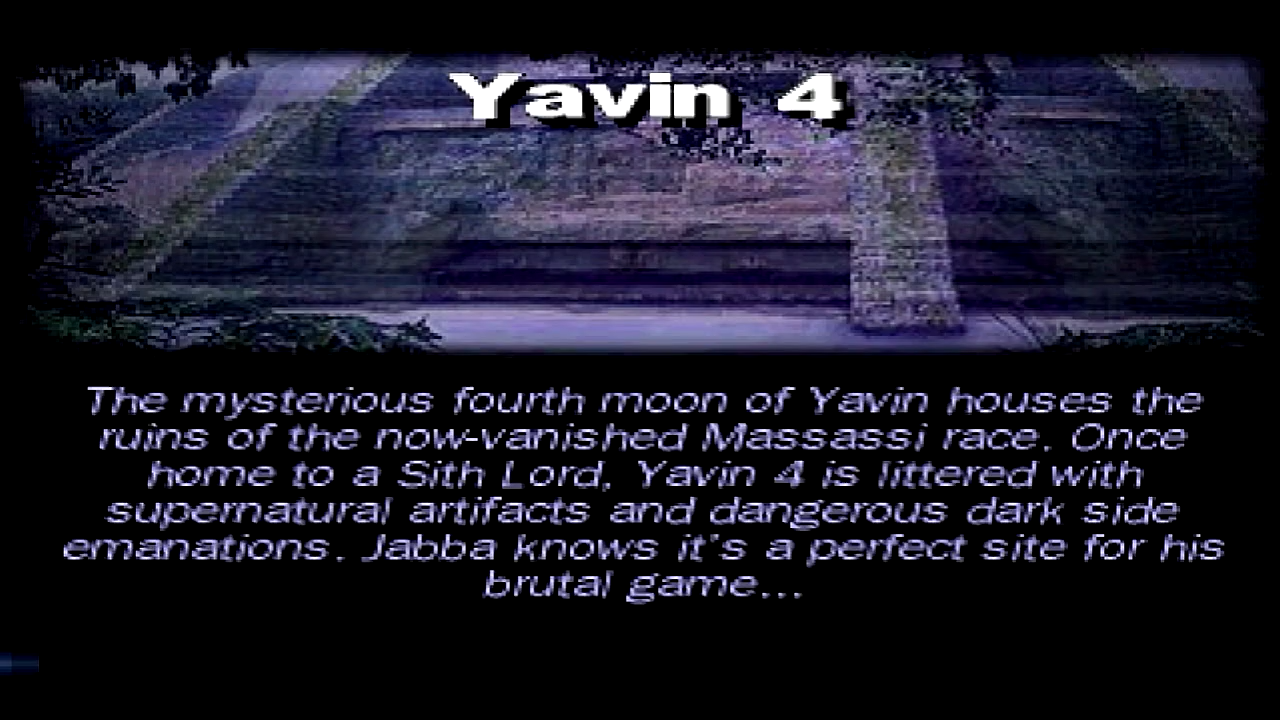 Yavin 4
The mysterious fourth moon of Yavin houses the
ruins of the now-vanished Massassi race. Once
home to a Sith Lord, Yavin 4 is littered with
supernatural artifacts and dangerous dark side
emanations. Jabba knows it's a perfect site for his
brutal game...